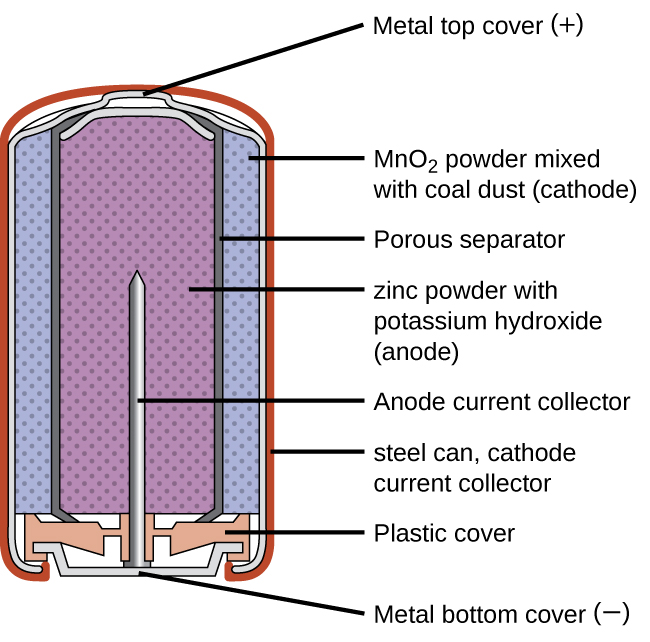 Metal top cover (+)
MnO₂ powder mixed
with coal dust (cathode)
Porous separator
zinc powder with
potassium hydroxide
(anode)
Anode current collector
steel can, cathode
current collector
Plastic cover
Metal bottom cover (−)